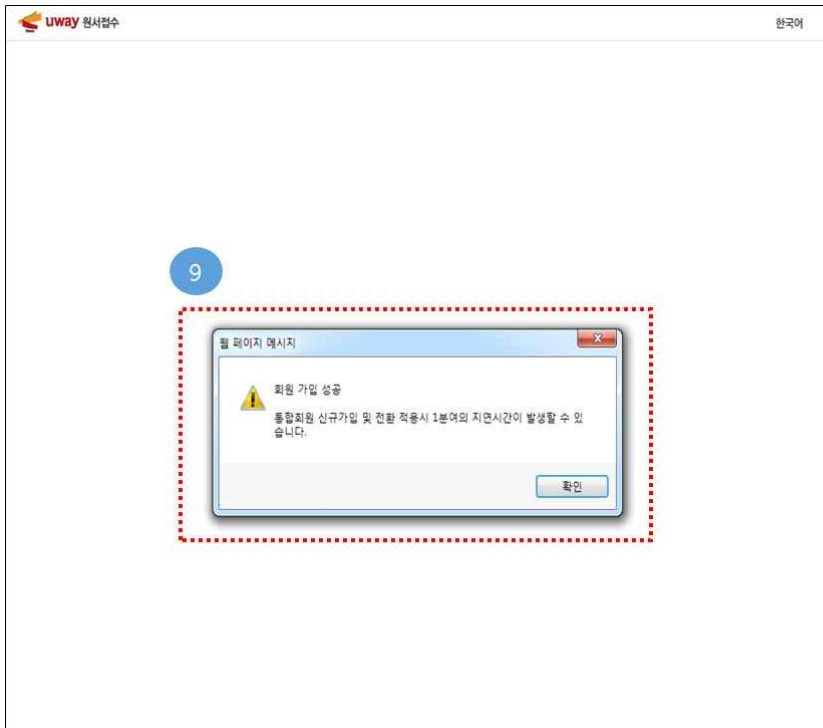 uway 원서접수
한국어
9
웹 페이지 메시지
회원 가입 성공
통합회원 신규가입 및 전환 적용시 1분여의 지연시간이 발생할 수 있
습니다.
확인